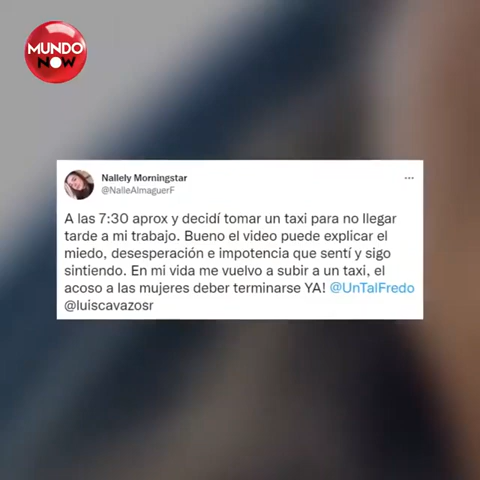 MUNDO
NOW
Nallely Morningstar
@NalleAlmaguerF
A las 7:30 aprox y decidí tomar un taxi para no llegar
tarde a mi trabajo. Bueno el video puede explicar el
miedo, desesperación e impotencia que sentí y sigo
sintiendo. En mi vida me vuelvo a subir a un taxi, el
acoso a las mujeres deber terminarse YA! @UnTalFredo
@luiscavazosr